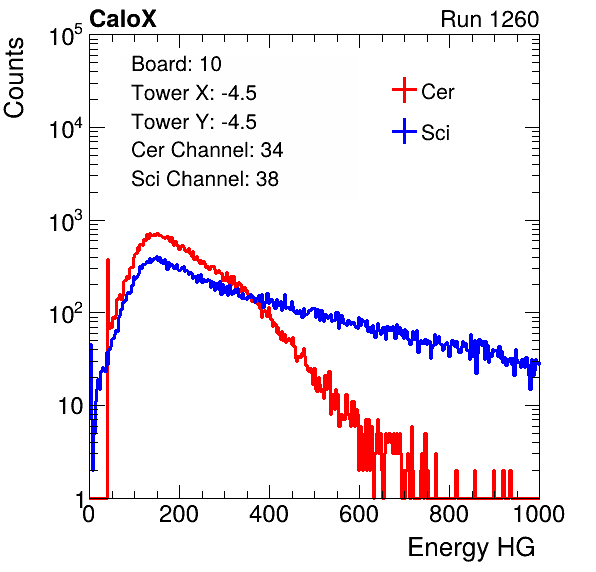 CaloX Run 1260
Counts
Board: 10
Tower X: -4.5
Tower Y: -4.5
Cer Channel: 34
Sci Channel: 38
Cer
Sci
10^5
10^4
10^3
10^2
10
1
0 200 400 600 800 1000
Energy HG